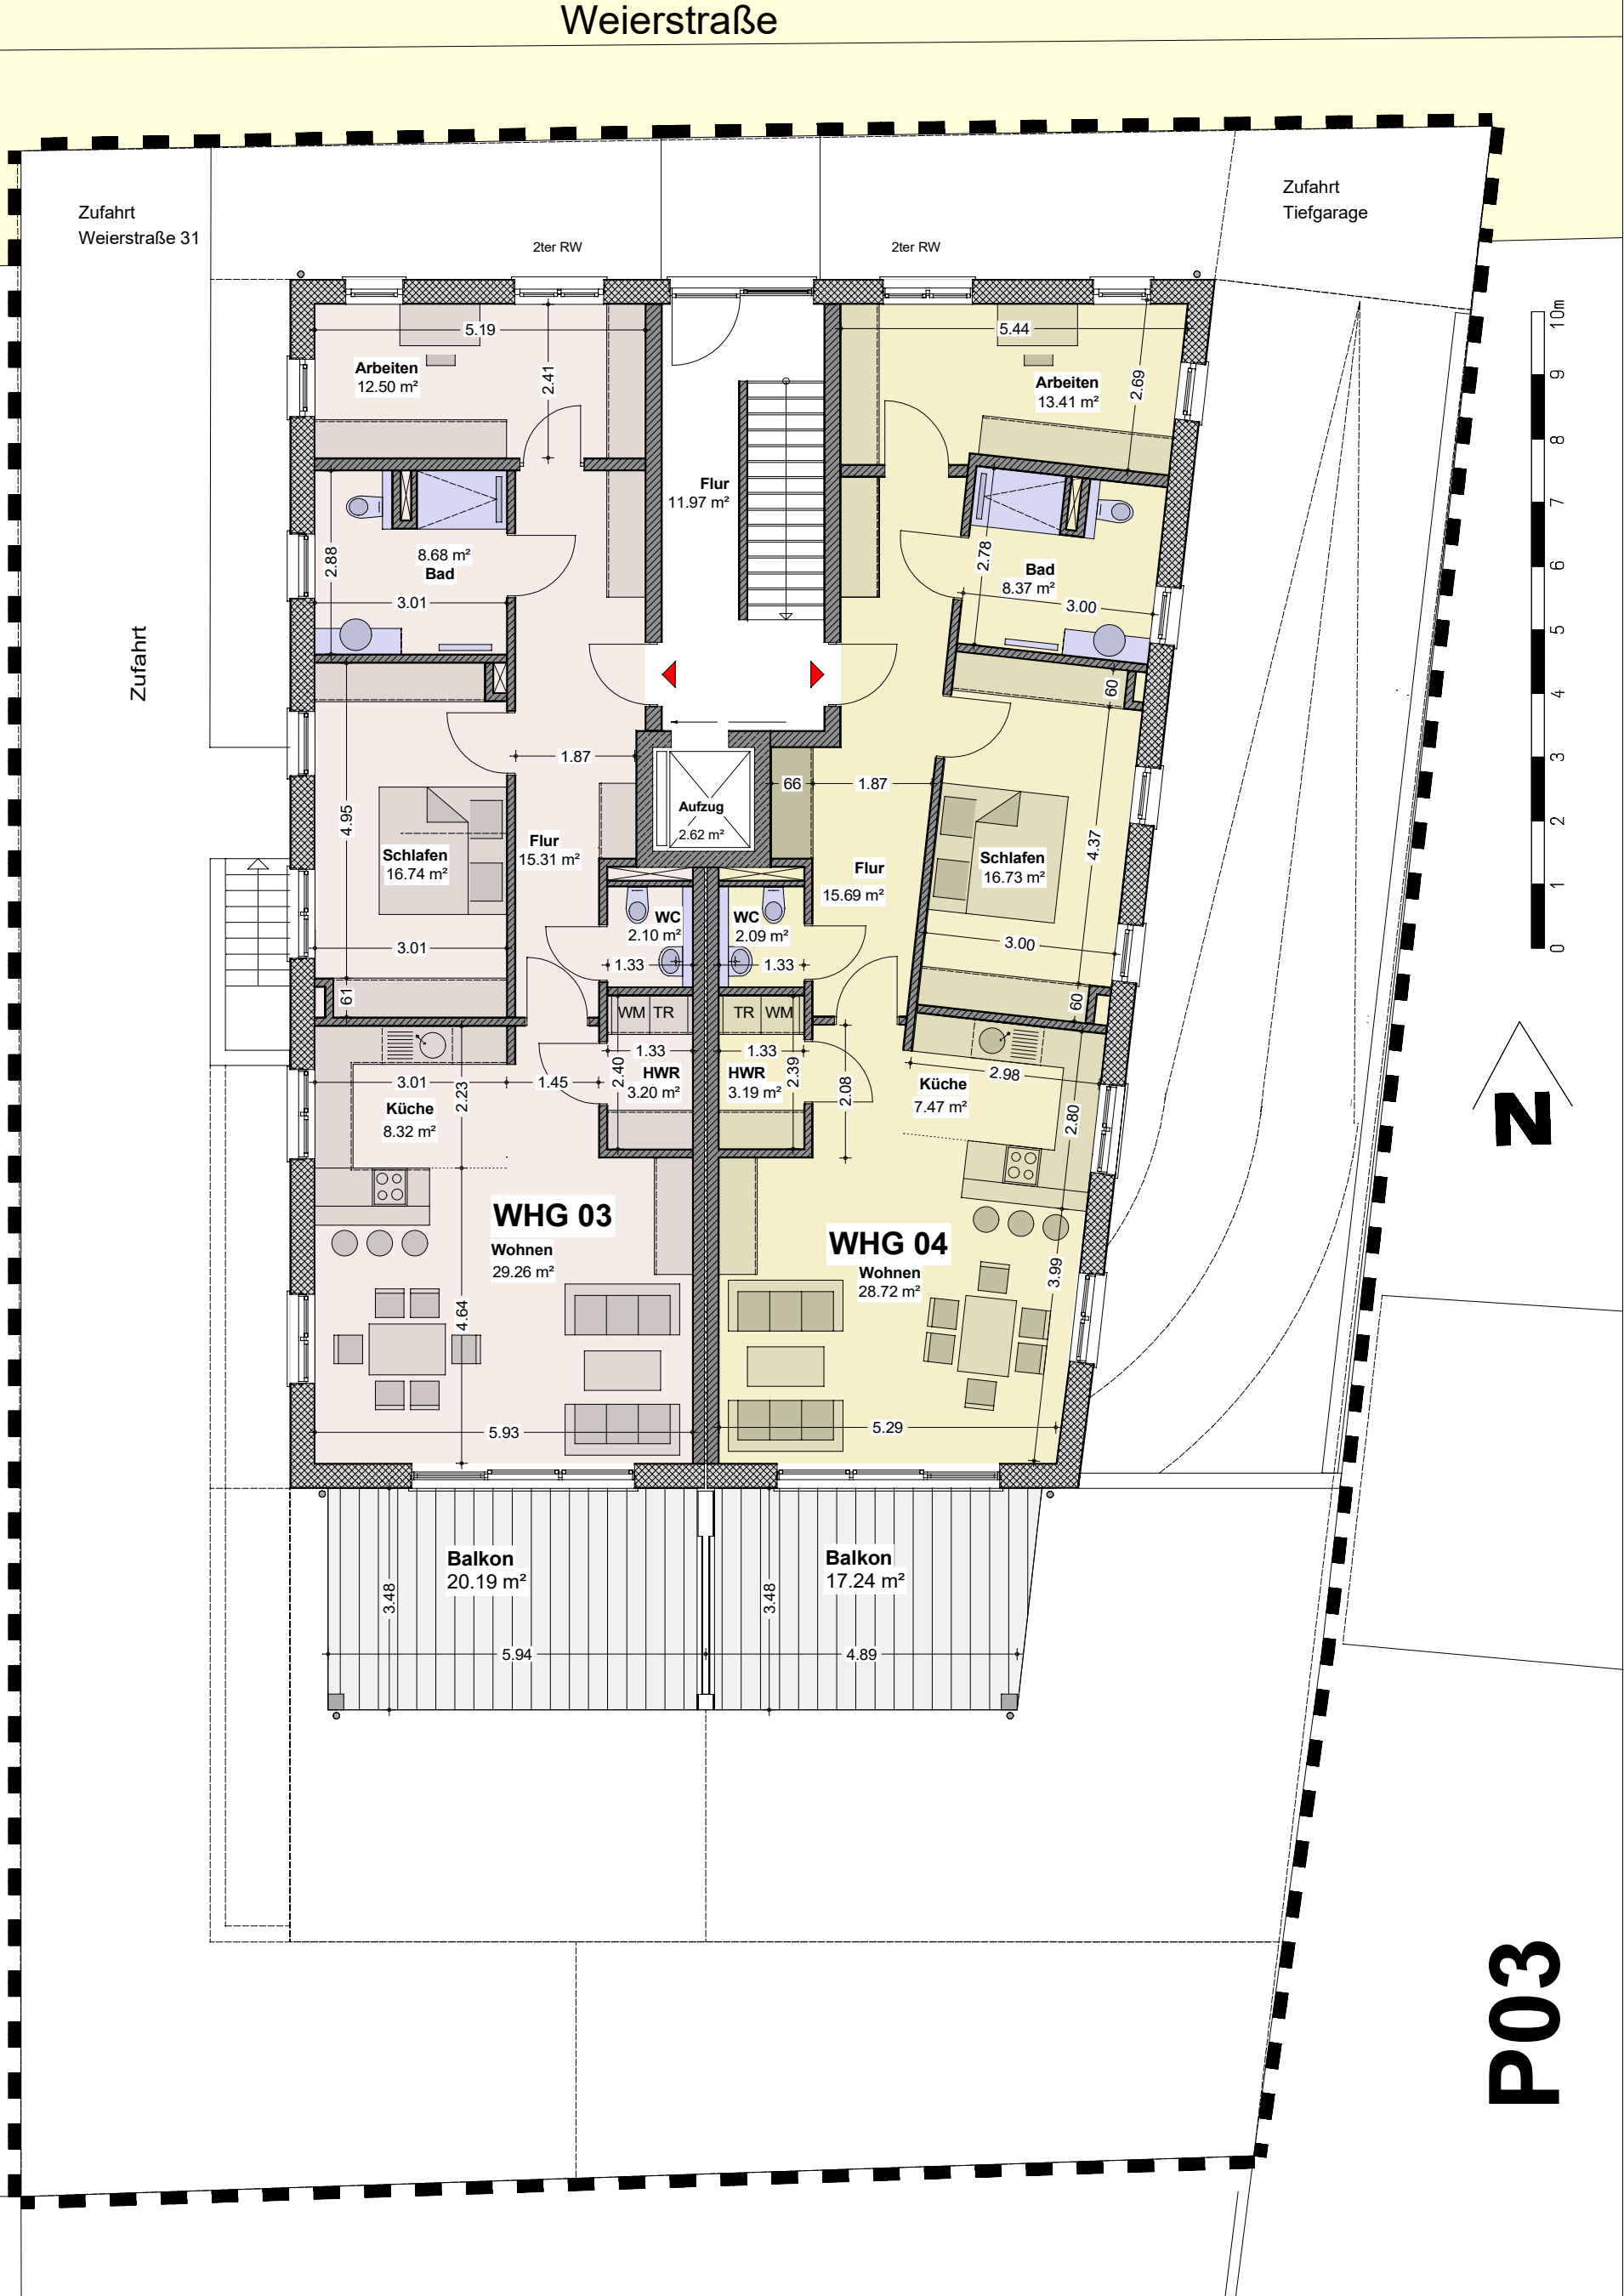 Weierstraße
Zufahrt
Weierstraße 31
Zufahrt
Tiefgarage
2ter RW
2ter RW
10m
9
8
7
6
5
4
3
2
1
0
5.19
5.44
Arbeiten
12.50 m²
2.41
Arbeiten
13.41 m²
2.69
Flur
11.97 m²
2.88
8.68 m²
Bad
3.01
2.78
Bad
8.37 m²
3.00
Zufahrt
60
1.87
66
1.87
Aufzug
2.62 m²
4.95
Schlafen
16.74 m²
3.01
61
Flur
15.31 m²
Flur
15.69 m²
Schlafen
16.73 m²
4.37
3.00
60
WC
2.10 m²
1.33
WC
2.09 m²
1.33
WM
TR
TR
WM
1.33
2.40
HWR
3.20 m²
1.33
2.39
HWR
3.19 m²
3.01
2.23
1.45
Küche
8.32 m²
2.08
2.98
Küche
7.47 m²
2.80
N
WHG 03
Wohnen
29.26 m²
4.64
WHG 04
Wohnen
28.72 m²
3.99
5.93
5.29
Balkon
20.19 m²
3.48
5.94
Balkon
17.24 m²
3.48
4.89
P03